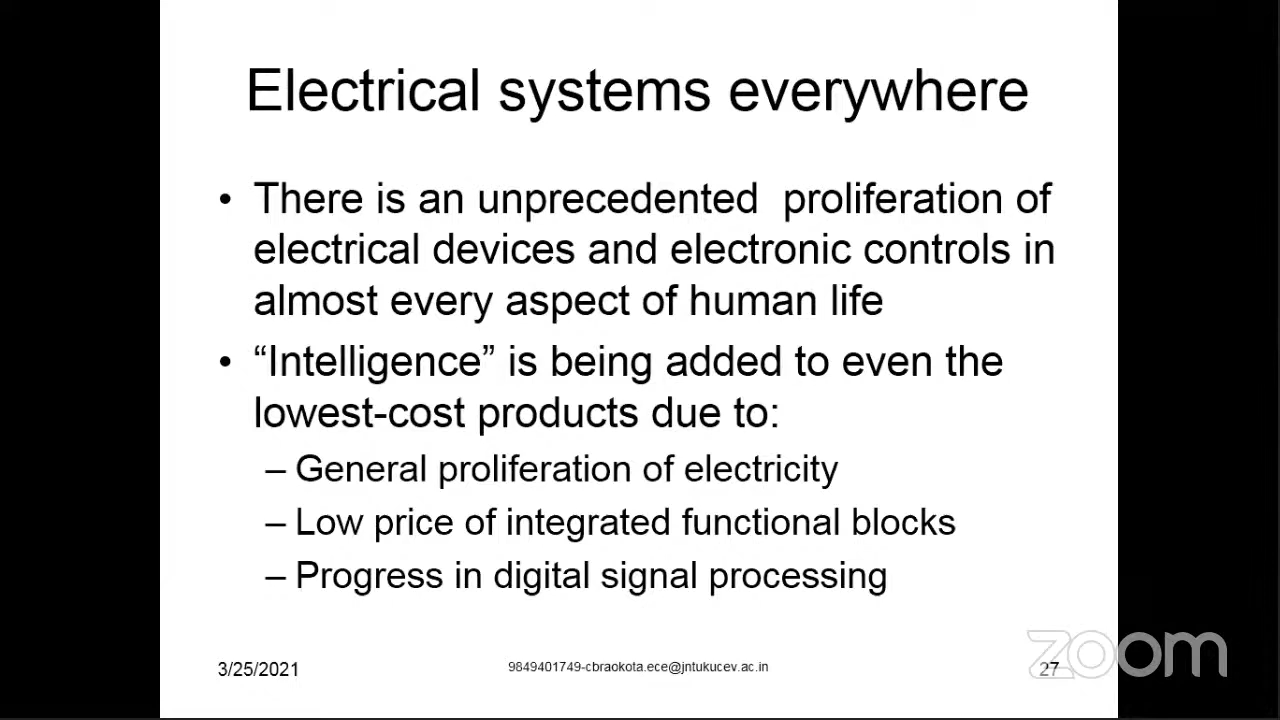 Electrical systems everywhere
• There is an unprecedented  proliferation of
electrical devices and electronic controls in
almost every aspect of human life
• “Intelligence” is being added to even the
lowest-cost products due to:
– General proliferation of electricity
– Low price of integrated functional blocks
– Progress in digital signal processing
3/25/2021
9849401749-cbraokota.ece@jntukucev.ac.in
27
zoom